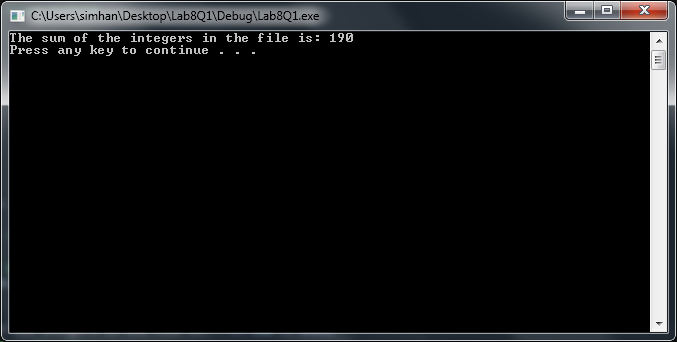 C:\Users\simhan\Desktop\Lab8Q1\Debug\Lab8Q1.exe
The sum of the integers in the file is: 190
Press any key to continue . . .